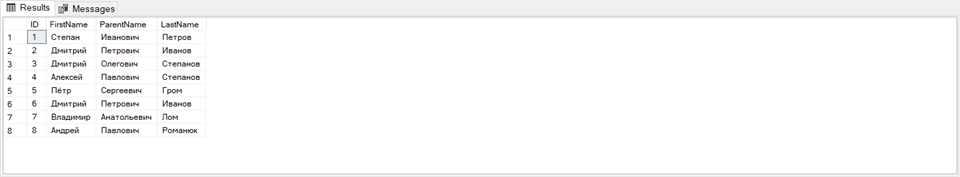 Results Messages
ID FirstName ParentName LastName
1 1 Степан Иванович Петров
2 2 Дмитрий Петрович Иванов
3 3 Дмитрий Олегович Степанов
4 4 Алексей Павлович Степанов
5 5 Пётр Сергеевич Гром
6 6 Дмитрий Петрович Иванов
7 7 Владимир Анатольевич Лом
8 8 Андрей Павлович Романюк